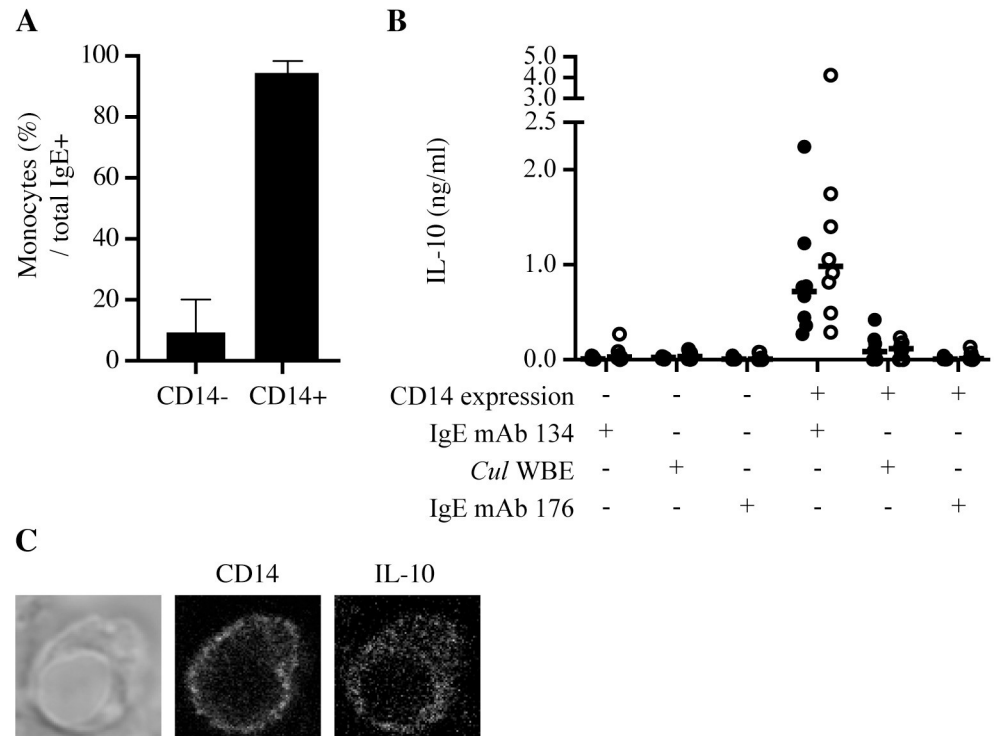 A
Monocytes (%)
/ total IgE+
100
80
60
40
20
0
CD14- CD14+
B
IL-10 (ng/ml)
5.0
4.0
3.0
2.5
2.0
1.0
0.0
CD14 expression - - - + + +
IgE mAb 134 + - - + - -
Cul WBE - + - - + -
IgE mAb 176 - - + - - +
C
CD14 IL-10